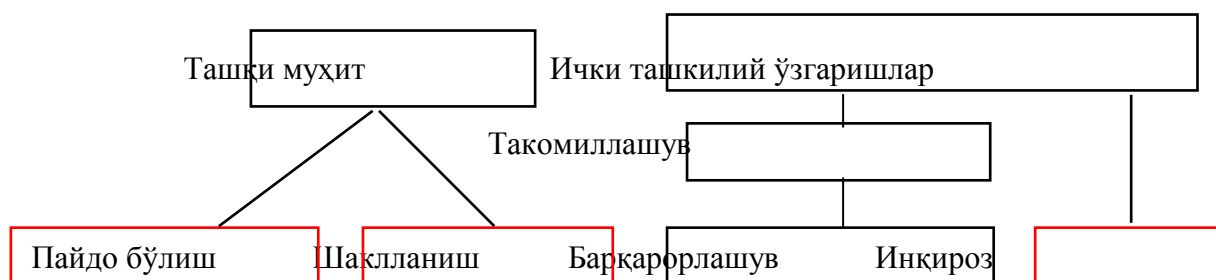 Ташқи муҳит Ички ташкилий ўзгаришлар
Такомиллашув
Пайдо бўлиш Шаклланиш Барқарорлашув Инқироз